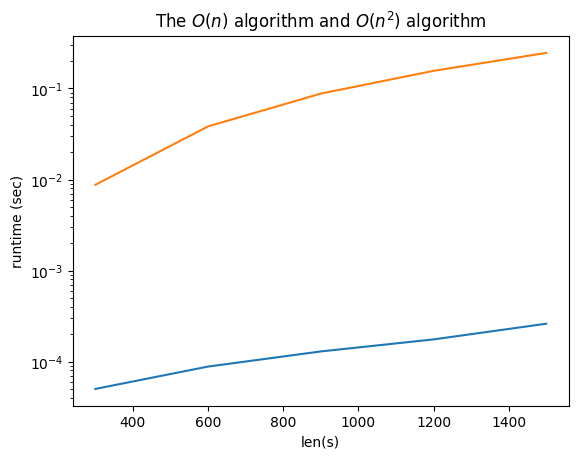 The O(n) algorithm and O(n²) algorithm
runtime (sec)
10⁻¹
10⁻²
10⁻³
10⁻⁴
400 600 800 1000 1200 1400
len(s)